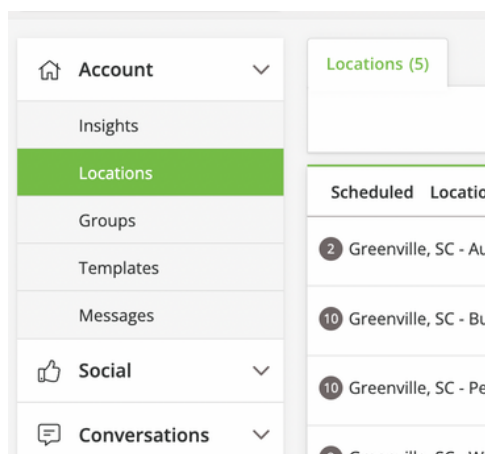 Account
Insights
Locations
Groups
Templates
Messages
Social
Conversations
Locations (5)
Scheduled
2 Greenville, SC -
10 Greenville, SC -
10 Greenville, SC -